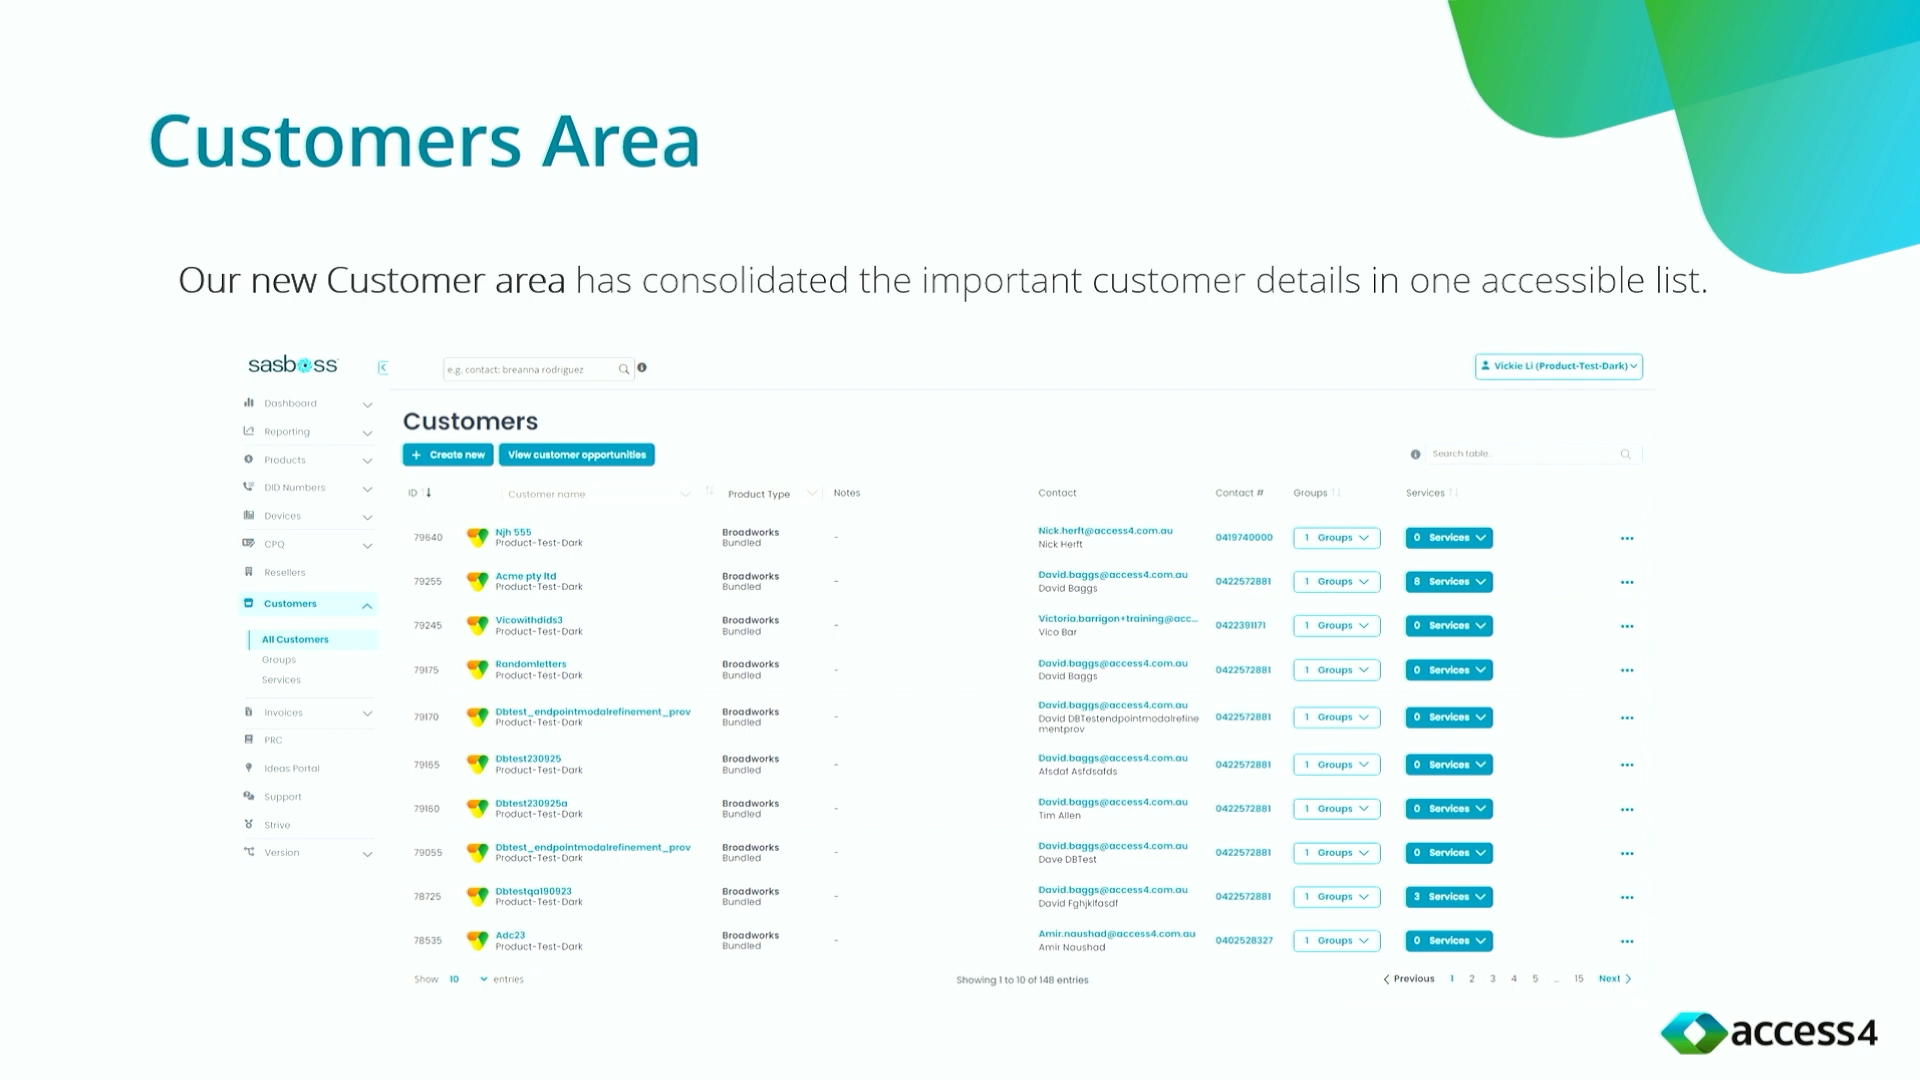 Customers Area
Our new Customer area has consolidated the important customer details in one accessible list.
sasboss
e.g. contact: breanna rodriguez
Vickie Li (Product-Test-Dark)
Dashboard
Reporting
Products
DID Numbers
Devices
CPQ
Resellers
Customers
All Customers
Groups
Services
Invoices
PRC
Ideas Portal
Support
Strive
Version
Customers
+ Create new View customer opportunities
Search table..
ID Customer name Product Type Notes Contact Contact # Groups Services
79640 Njh 555 Broadworks - Nick.herft@access4.com.au 0419740000 1 Groups 0 Services ...
Product-Test-Dark Bundled Nick Herft
79255 Acme pty ltd Broadworks - David.baggs@access4.com.au 0422572881 1 Groups 8 Services ...
Product-Test-Dark Bundled David Baggs
79245 Vicowithdids3 Broadworks - Victoria.barrigon+training@acc... 0422391171 1 Groups 0 Services ...
Product-Test-Dark Bundled Vico Bar
79175 Randomletters Broadworks - David.baggs@access4.com.au 0422572881 1 Groups 0 Services ...
Product-Test-Dark Bundled David Baggs
79170 Dbtest_endpointmodalrefinement_prov Broadworks - David.baggs@access4.com.au 0422572881 1 Groups 0 Services ...
Product-Test-Dark Bundled David DBTestendpointmodalrefine
mentprov
79165 Dbtest230925 Broadworks - David.baggs@access4.com.au 0422572881 1 Groups 0 Services ...
Product-Test-Dark Bundled Afsdaf Asfdsafds
79160 Dbtest230925a Broadworks - David.baggs@access4.com.au 0422572881 1 Groups 0 Services ...
Product-Test-Dark Bundled Tim Allen
79055 Dbtest_endpointmodalrefinement_prov Broadworks - David.baggs@access4.com.au 0422572881 1 Groups 0 Services ...
Product-Test-Dark Bundled Dave DBTest
78725 Dbtestqa190923 Broadworks - David.baggs@access4.com.au 0422572881 1 Groups 3 Services ...
Product-Test-Dark Bundled David Fghjklfasdf
78535 Adc23 Broadworks - Amir.naushad@access4.com.au 0402528327 1 Groups 0 Services ...
Product-Test-Dark Bundled Amir Naushad
Show 10 entries Showing 1 to 10 of 148 entries Previous 1 2 3 4 5 ... 15 Next
access4